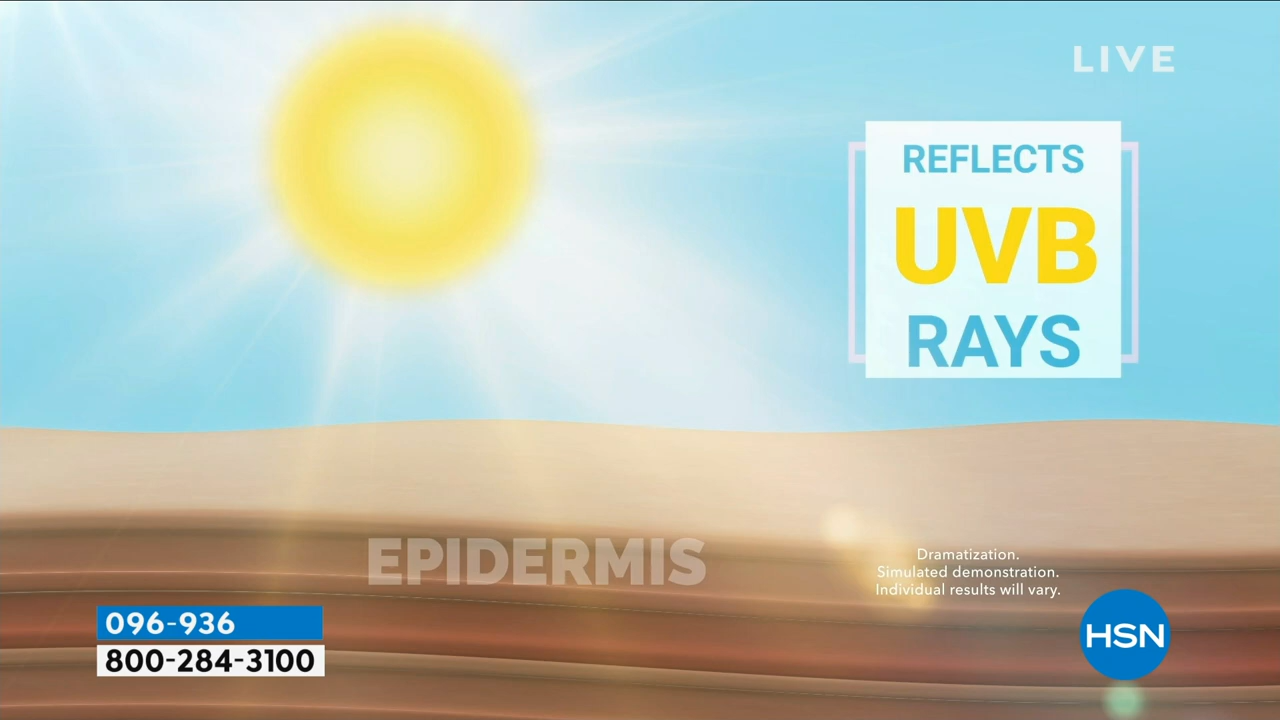 LIVE
REFLECTS
UVB
RAYS
EPIDERMIS
Dramatization.
Simulated demonstration.
Individual results will vary.
096-936
800-284-3100
HSN